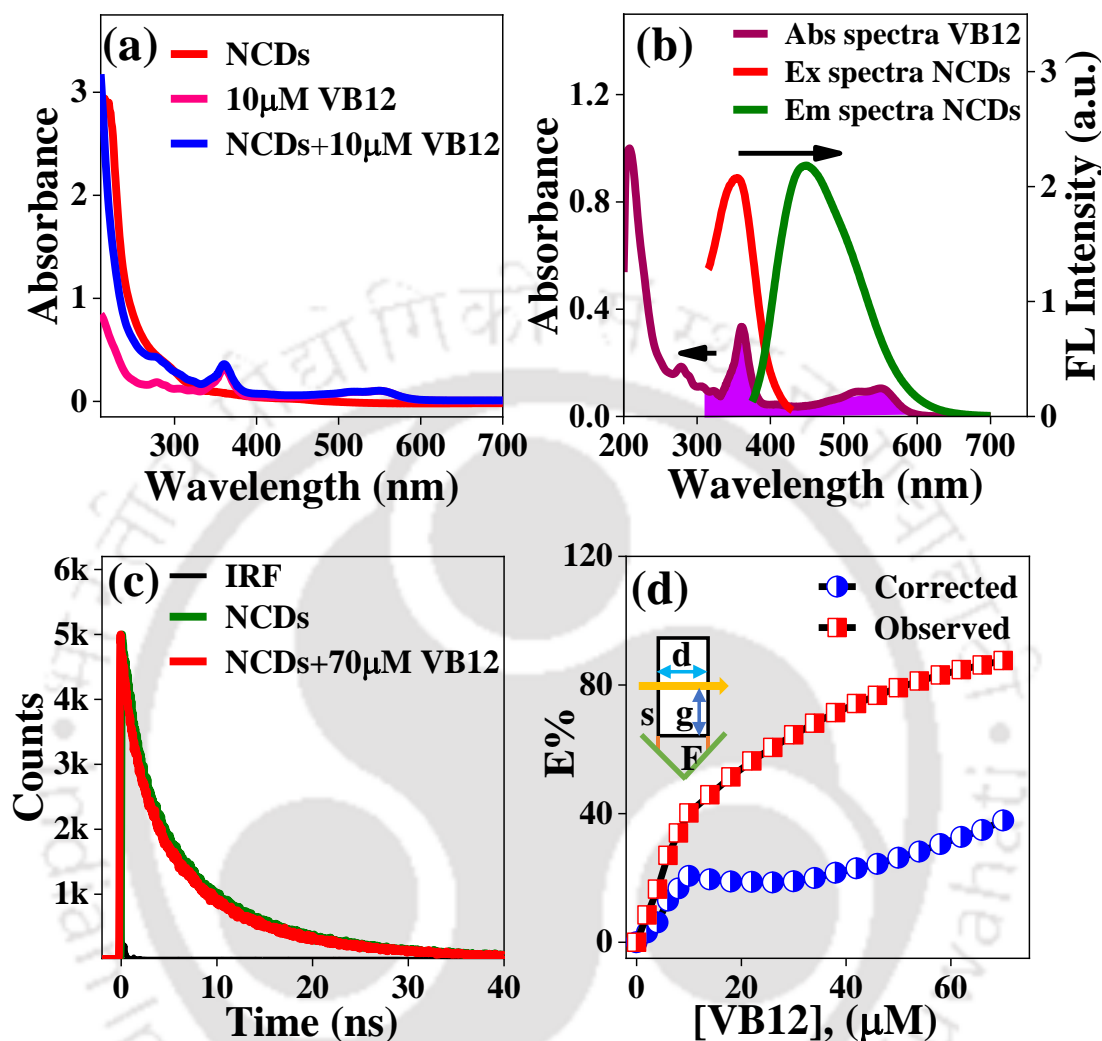 (a)
NCDs
10μM VB12
NCDs+10μM VB12
Absorbance
3
2
1
0
300 400 500 600 700
Wavelength (nm)
(b)
Abs spectra VB12
Ex spectra NCDs
Em spectra NCDs
Absorbance
1.2
0.8
0.4
0.0
FL Intensity (a.u.)
3
2
1
0
200 300 400 500 600 700
Wavelength (nm)
(c)
IRF
NCDs
NCDs+70μM VB12
Counts
6k
5k
4k
3k
2k
1k
0 10 20 30 40
Time (ns)
(d)
Corrected
Observed
d
s g
F
E%
120
80
40
0
0 20 40 60
[VB12], (μM)